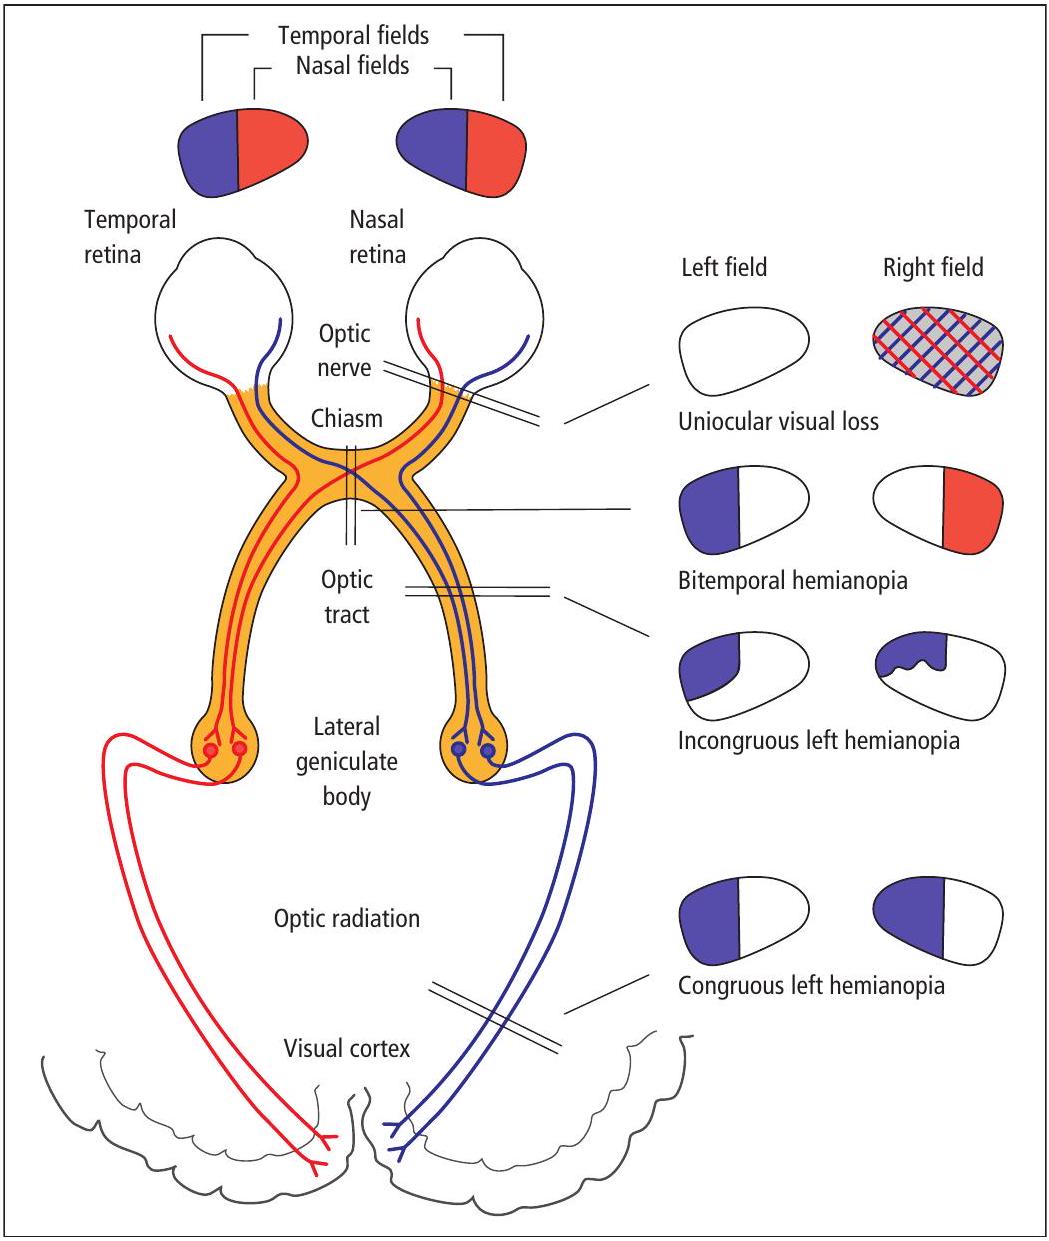 Temporal fields
Nasal fields
Temporal
retina
Nasal
retina
Left field
Right field
Optic
nerve
Chiasm
Uniocular visual loss
Bitemporal hemianopia
Optic
tract
Incongruous left hemianopia
Lateral
geniculate
body
Optic radiation
Congruous left hemianopia
Visual cortex